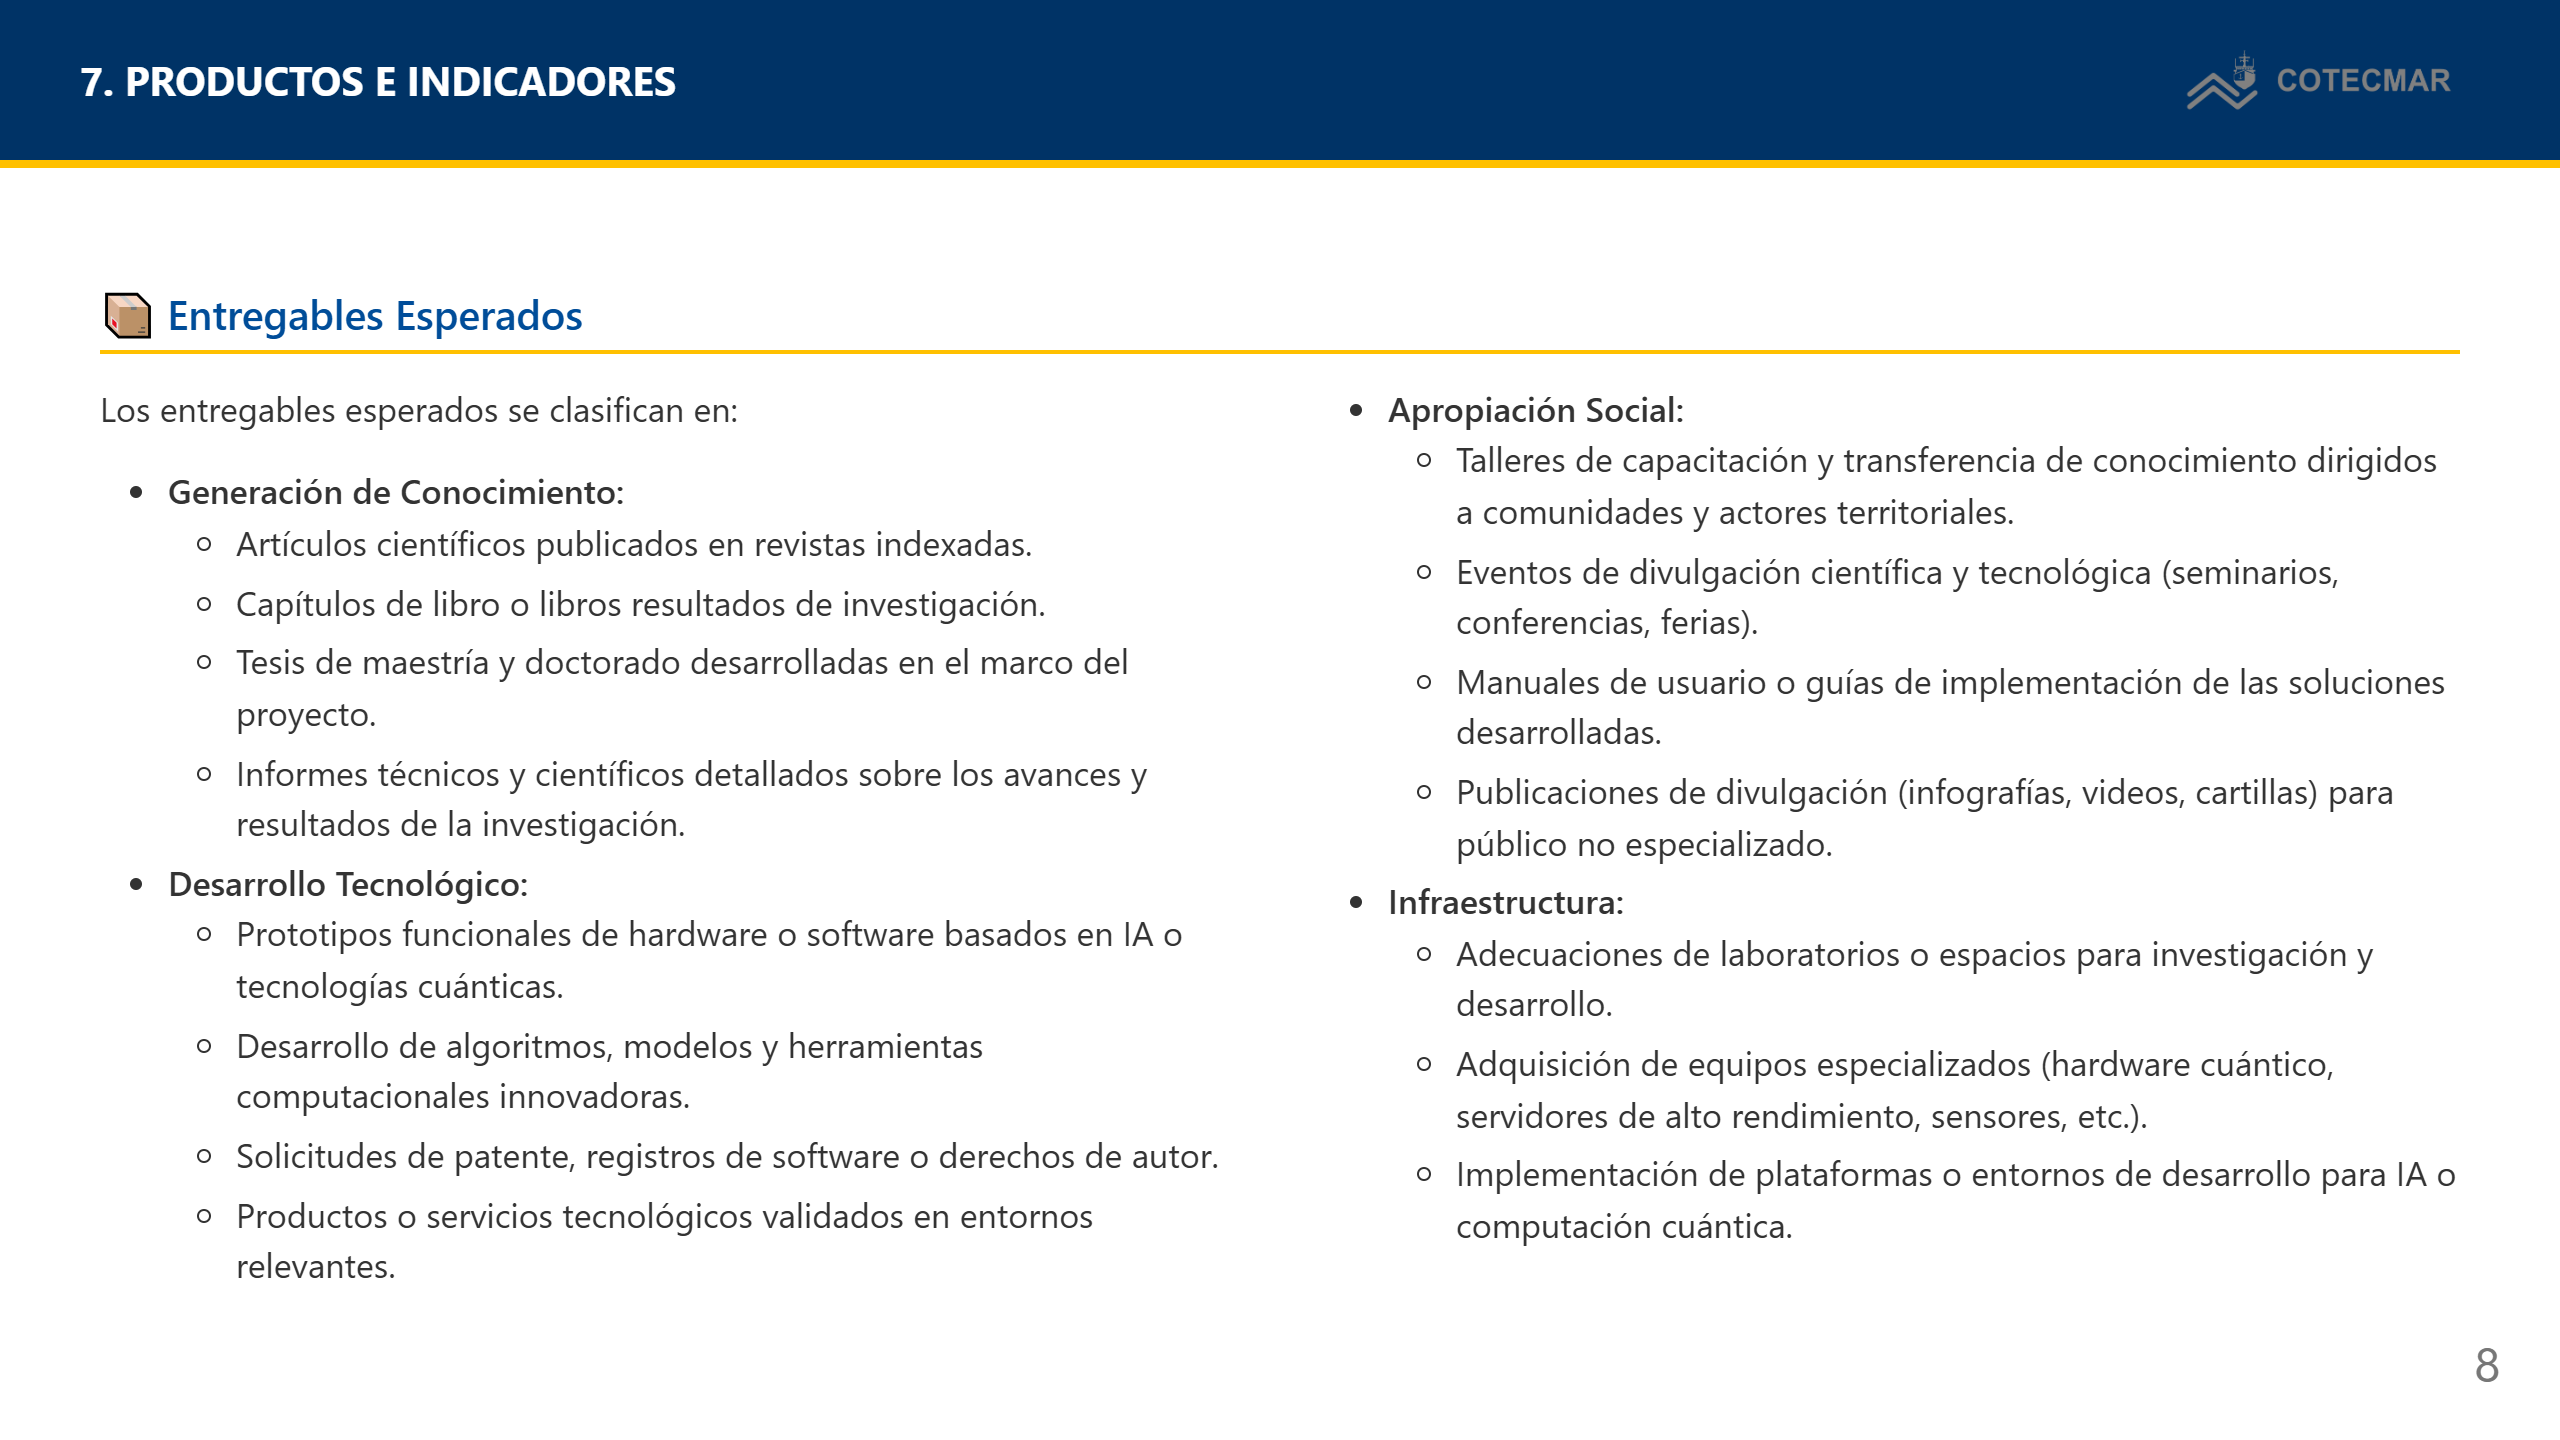 7. PRODUCTOS E INDICADORES
COTECMAR
Entregables Esperados
Los entregables esperados se clasifican en:
Generación de Conocimiento:
Artículos científicos publicados en revistas indexadas.
Capítulos de libro o libros resultados de investigación.
Tesis de maestría y doctorado desarrolladas en el marco del
proyecto.
Informes técnicos y científicos detallados sobre los avances y
resultados de la investigación.
Desarrollo Tecnológico:
Prototipos funcionales de hardware o software basados en IA o
tecnologías cuánticas.
Desarrollo de algoritmos, modelos y herramientas
computacionales innovadoras.
Solicitudes de patente, registros de software o derechos de autor.
Productos o servicios tecnológicos validados en entornos
relevantes.
Apropiación Social:
Talleres de capacitación y transferencia de conocimiento dirigidos
a comunidades y actores territoriales.
Eventos de divulgación científica y tecnológica (seminarios,
conferencias, ferias).
Manuales de usuario o guías de implementación de las soluciones
desarrolladas.
Publicaciones de divulgación (infografías, videos, cartillas) para
público no especializado.
Infraestructura:
Adecuaciones de laboratorios o espacios para investigación y
desarrollo.
Adquisición de equipos especializados (hardware cuántico,
servidores de alto rendimiento, sensores, etc.).
Implementación de plataformas o entornos de desarrollo para IA o
computación cuántica.
8